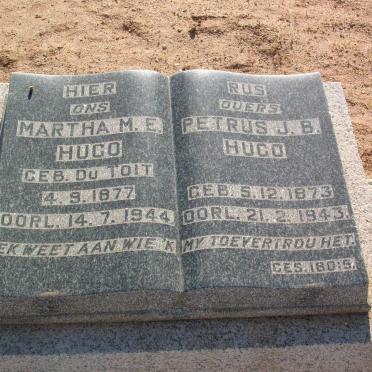 HIER RUS
ONS OUERS
MARTHA M. E. PETRUS J. B.
HUGO HUGO
GEB. DU TOIT
4.9.1877 GEB. 5.12.1873
OORL. 14.7.1944 OORL. 21.2.1943.
EK WEET AAN WIE EK MY TOEVERTROU HET.
GES. 180:5.